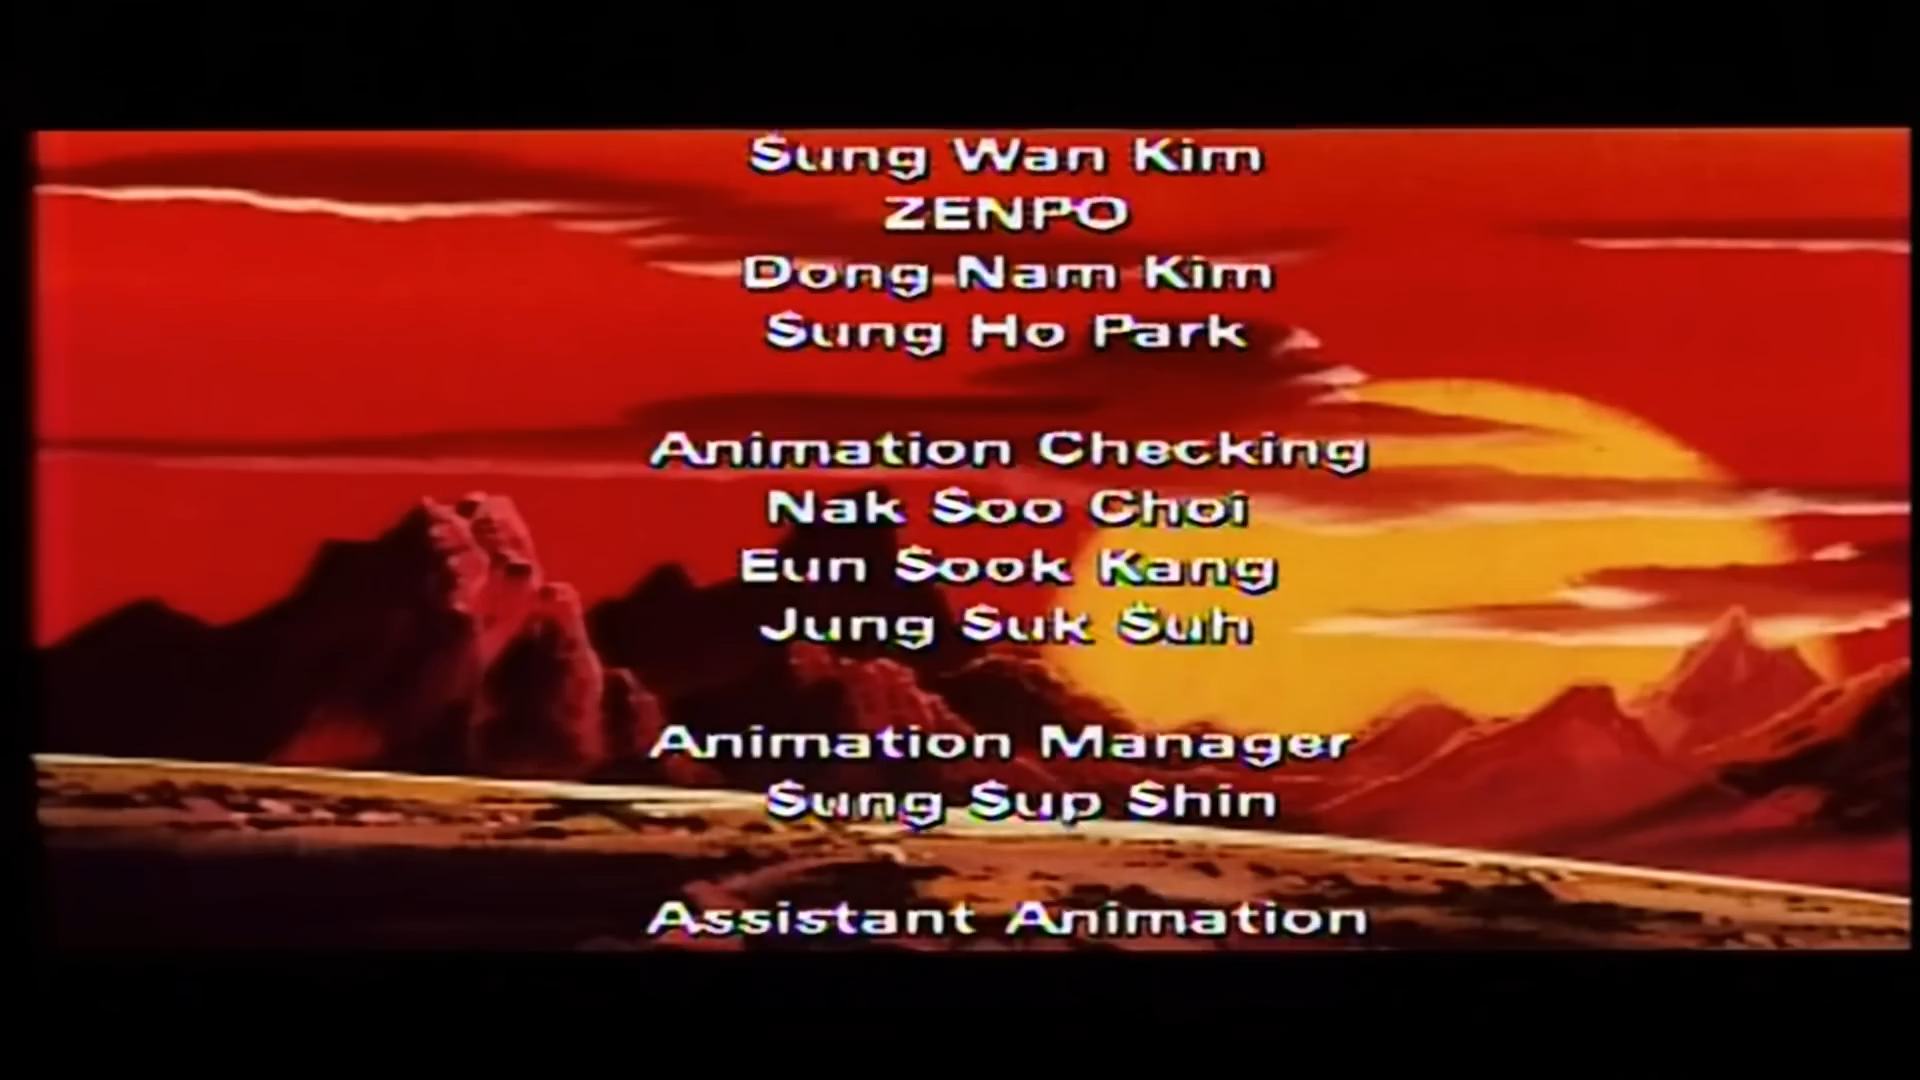 Sung Wan Kim
ZENPO
Dong Nam Kim
Sung Ho Park
Animation Checking
Nak Soo Choi
Eun Sook Kang
Jung Suk Suh
Animation Manager
Sung Sup Shin
Assistant Animation